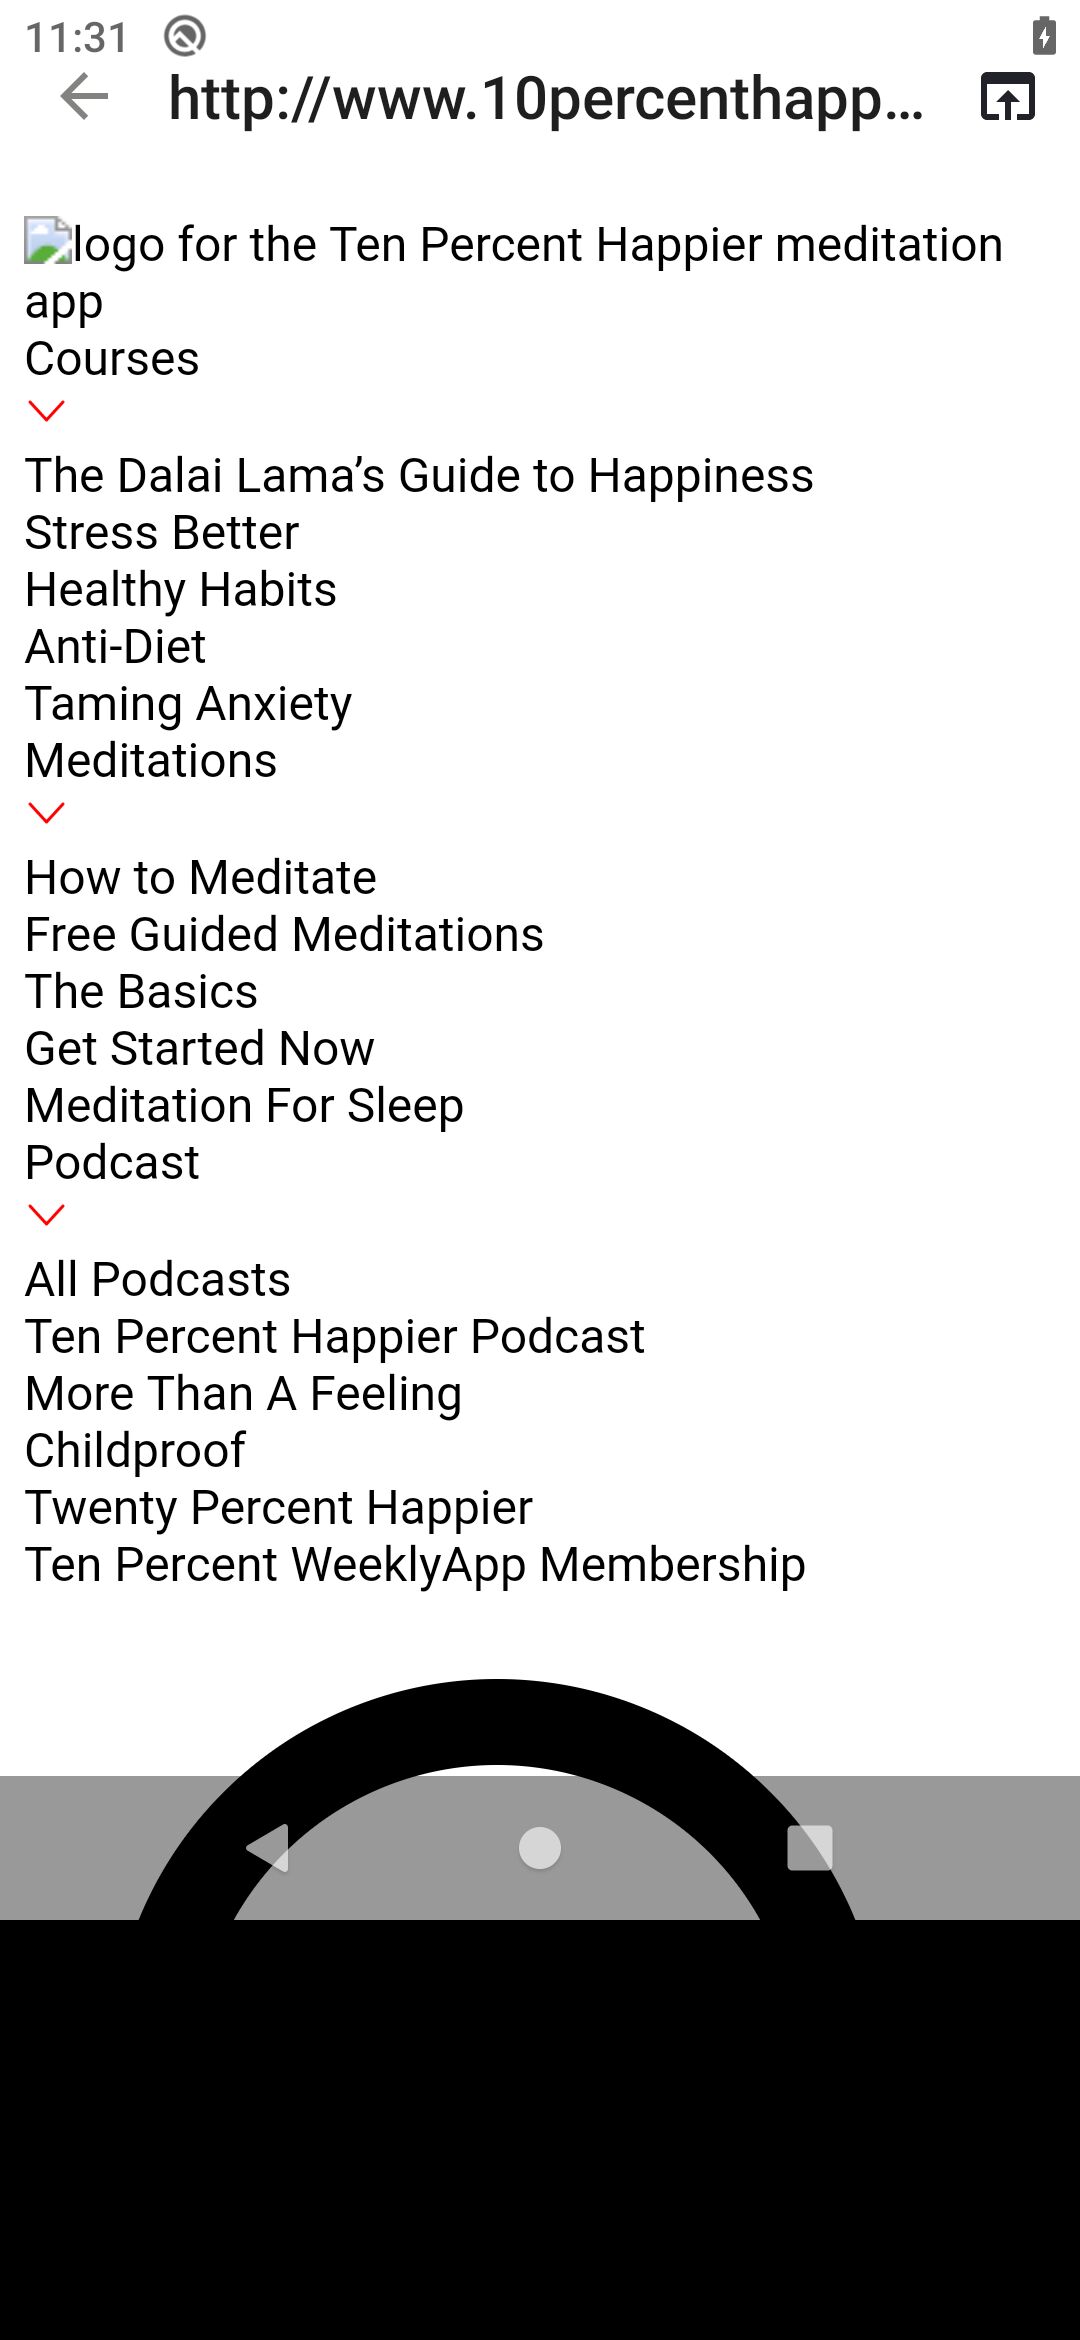 11:31
http://www.10percenthapp...
logo for the Ten Percent Happier meditation
app
Courses
The Dalai Lama’s Guide to Happiness
Stress Better
Healthy Habits
Anti-Diet
Taming Anxiety
Meditations
How to Meditate
Free Guided Meditations
The Basics
Get Started Now
Meditation For Sleep
Podcast
All Podcasts
Ten Percent Happier Podcast
More Than A Feeling
Childproof
Twenty Percent Happier
Ten Percent WeeklyApp Membership